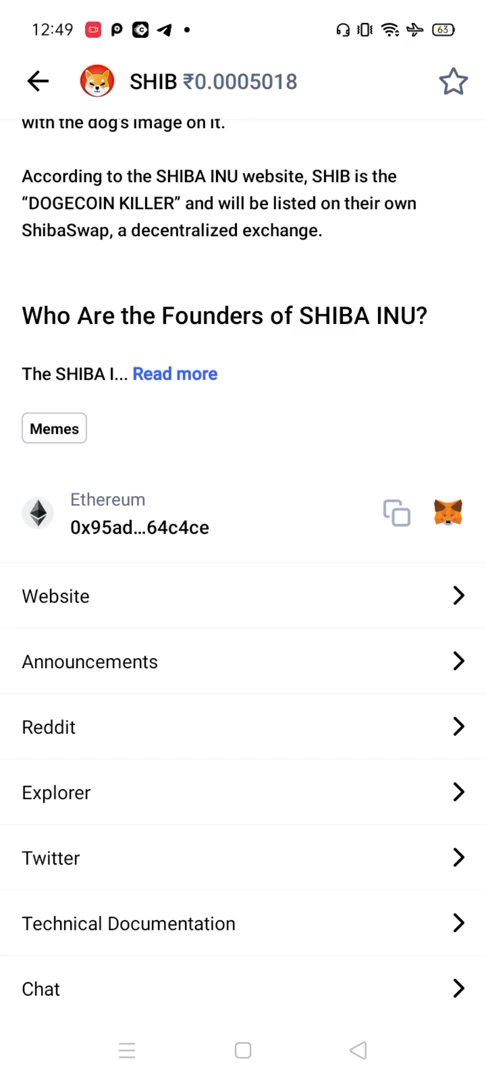 12:49
63
SHIB ₹0.0005018
with the dog's image on it.
According to the SHIBA INU website, SHIB is the
“DOGECOIN KILLER” and will be listed on their own
ShibaSwap, a decentralized exchange.
Who Are the Founders of SHIBA INU?
The SHIBA I... Read more
Memes
Ethereum
0x95ad...64c4ce
Website
Announcements
Reddit
Explorer
Twitter
Technical Documentation
Chat